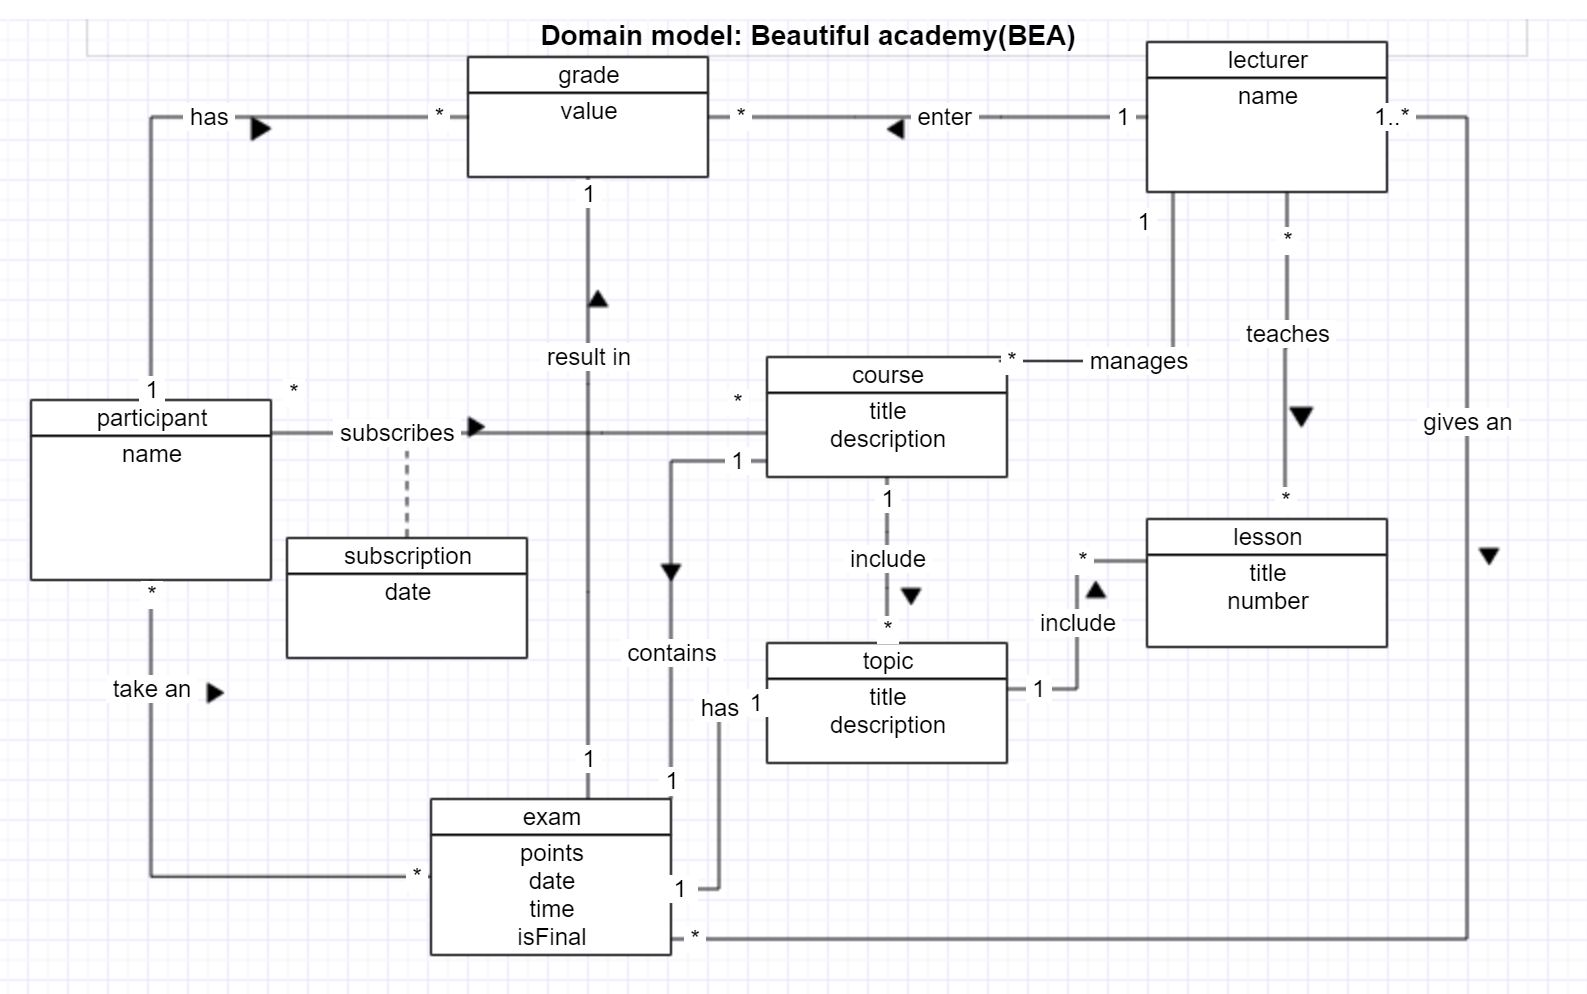 Domain model: Beautiful academy(BEA)
grade
value
lecturer
name
has
*
*
enter
1
1..*
1
1
*
teaches
result in
*
manages
course
title
description
1
*
*
participant
name
subscribes
gives an
1
1
*
include
lesson
title
number
subscription
date
*
*
include
*
contains
topic
title
description
1
take an
has
1
1
1
exam
points
date
time
isFinal
*
1
*